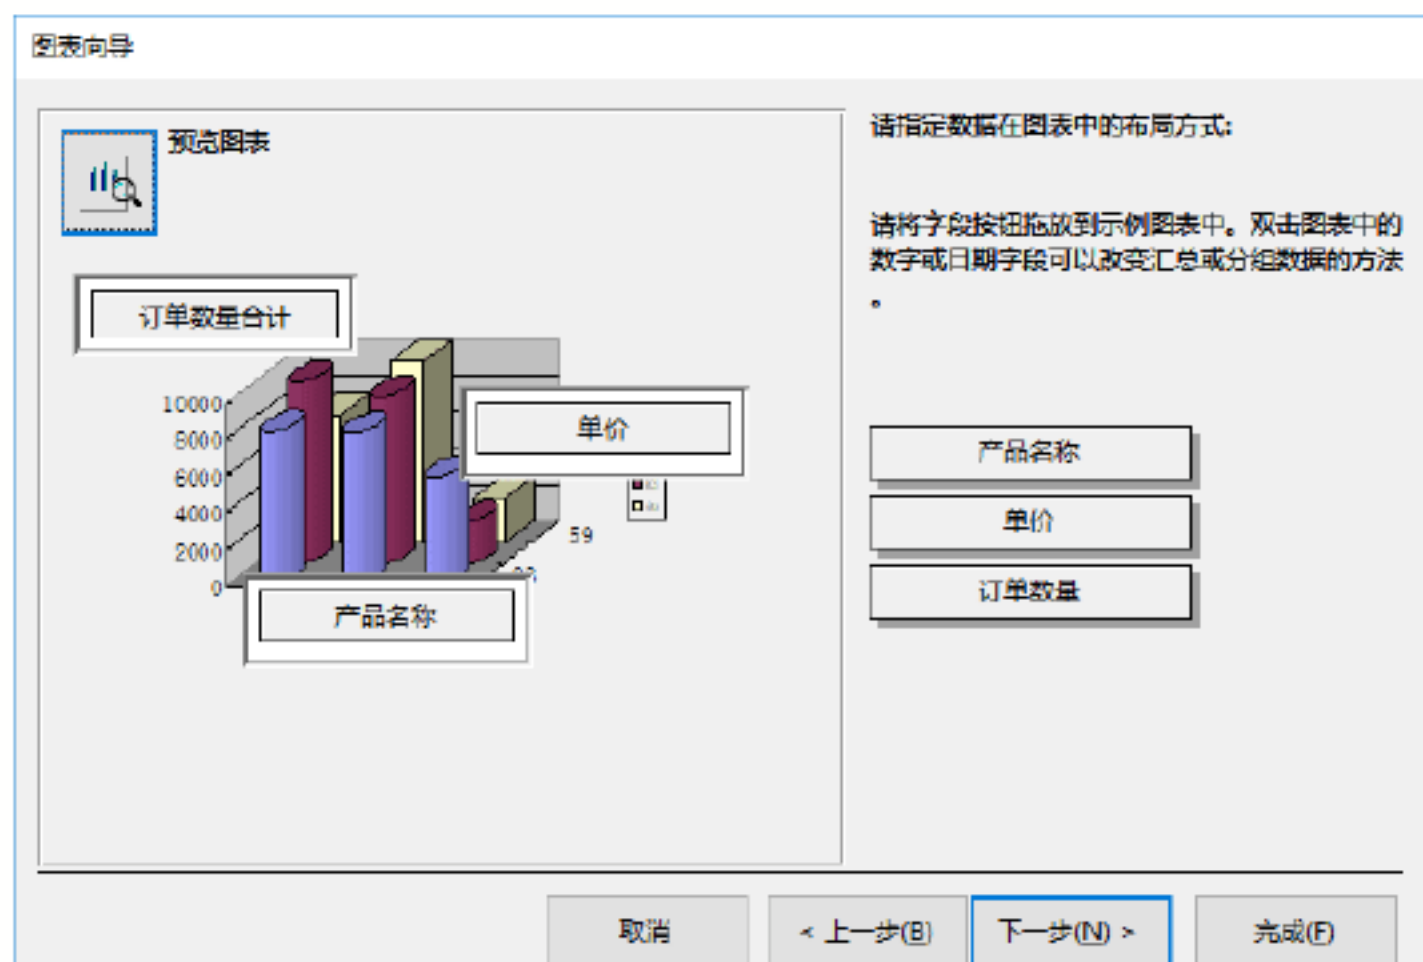 图表向导
预览图表
请指定数据在图表中的布局方式:
请将字段按钮拖放到示例图表中。双击图表中的
数字或日期字段可以改变汇总或分组数据的方法
。
订单数量合计
单价
10000
8000
6000
4000
2000
0
59
产品名称
产品名称
单价
订单数量
取消
< 上一步(B)
下一步(N) >
完成(F)